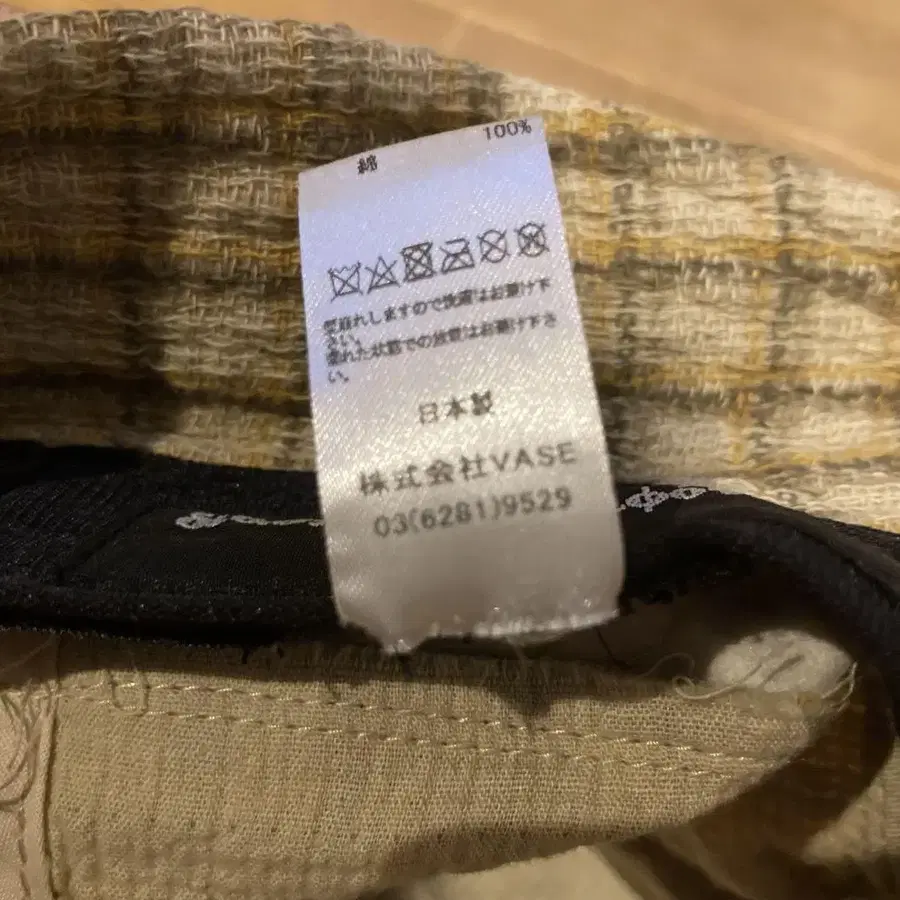 綿 100%
型崩れしますので洗濯はお避け下
さい。
濡れた状態での放置はお避け下さ
い。
日本製
株式会社VASE
03(6281)9529